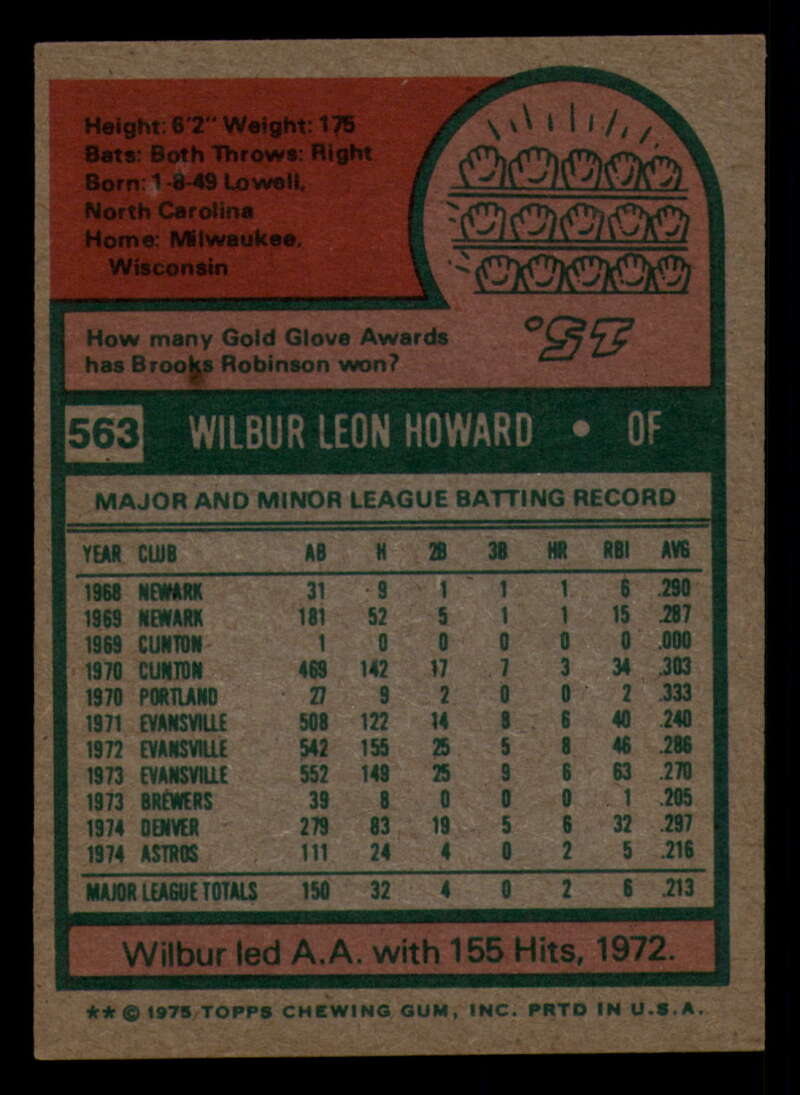 Height: 6'2" Weight: 175
Bats: Both Throws: Right
Born: 1-8-49 Lowell,
North Carolina
Home: Milwaukee,
Wisconsin
How many Gold Glove Awards
has Brooks Robinson won?
15.
563 WILBUR LEON HOWARD • OF
MAJOR AND MINOR LEAGUE BATTING RECORD
YEAR CLUB AB H 2B 3B HR RBI AVG
1968 NEWARK 31 9 1 1 1 6 .290
1969 NEWARK 181 52 5 1 1 15 .287
1969 CLINTON 1 0 0 0 0 0 .000
1970 CLINTON 469 142 17 7 3 34 .303
1970 PORTLAND 27 9 2 0 0 2 .333
1971 EVANSVILLE 508 122 14 8 6 40 .240
1972 EVANSVILLE 542 155 25 5 8 46 .286
1973 EVANSVILLE 552 149 25 9 6 63 .270
1973 BREWERS 39 8 0 0 0 1 .205
1974 DENVER 279 83 19 5 6 32 .297
1974 ASTROS 111 24 4 0 2 5 .216
MAJOR LEAGUE TOTALS 150 32 4 0 2 6 .213
Wilbur led A.A. with 155 Hits, 1972.
** © 1975 TOPPS CHEWING GUM, INC. PRTD IN U.S.A.